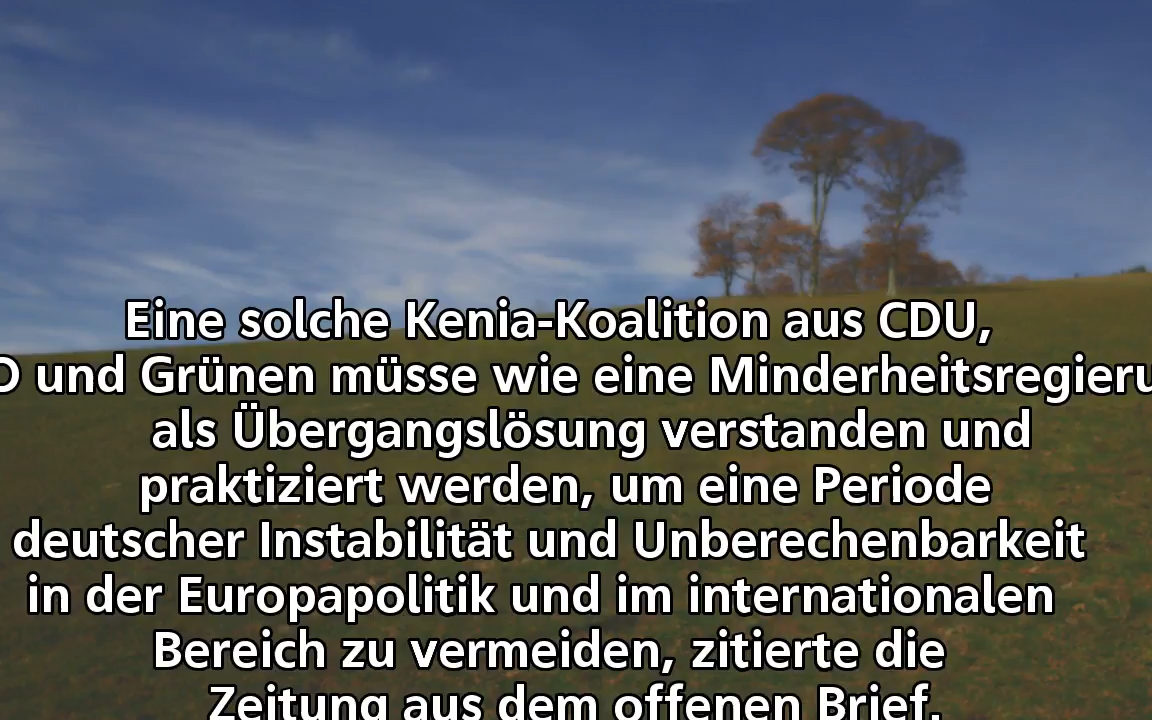 Eine solche Kenia-Koalition aus CDU,
und Grünen müsse wie eine
als Übergangslösung verstanden und
praktiziert werden, um eine Periode
deutscher Instabilität und Unberechenbarkeit
in der Europapolitik und im internationalen
Bereich zu vermeiden, zitierte die
Zeitung aus dem offenen Brief.